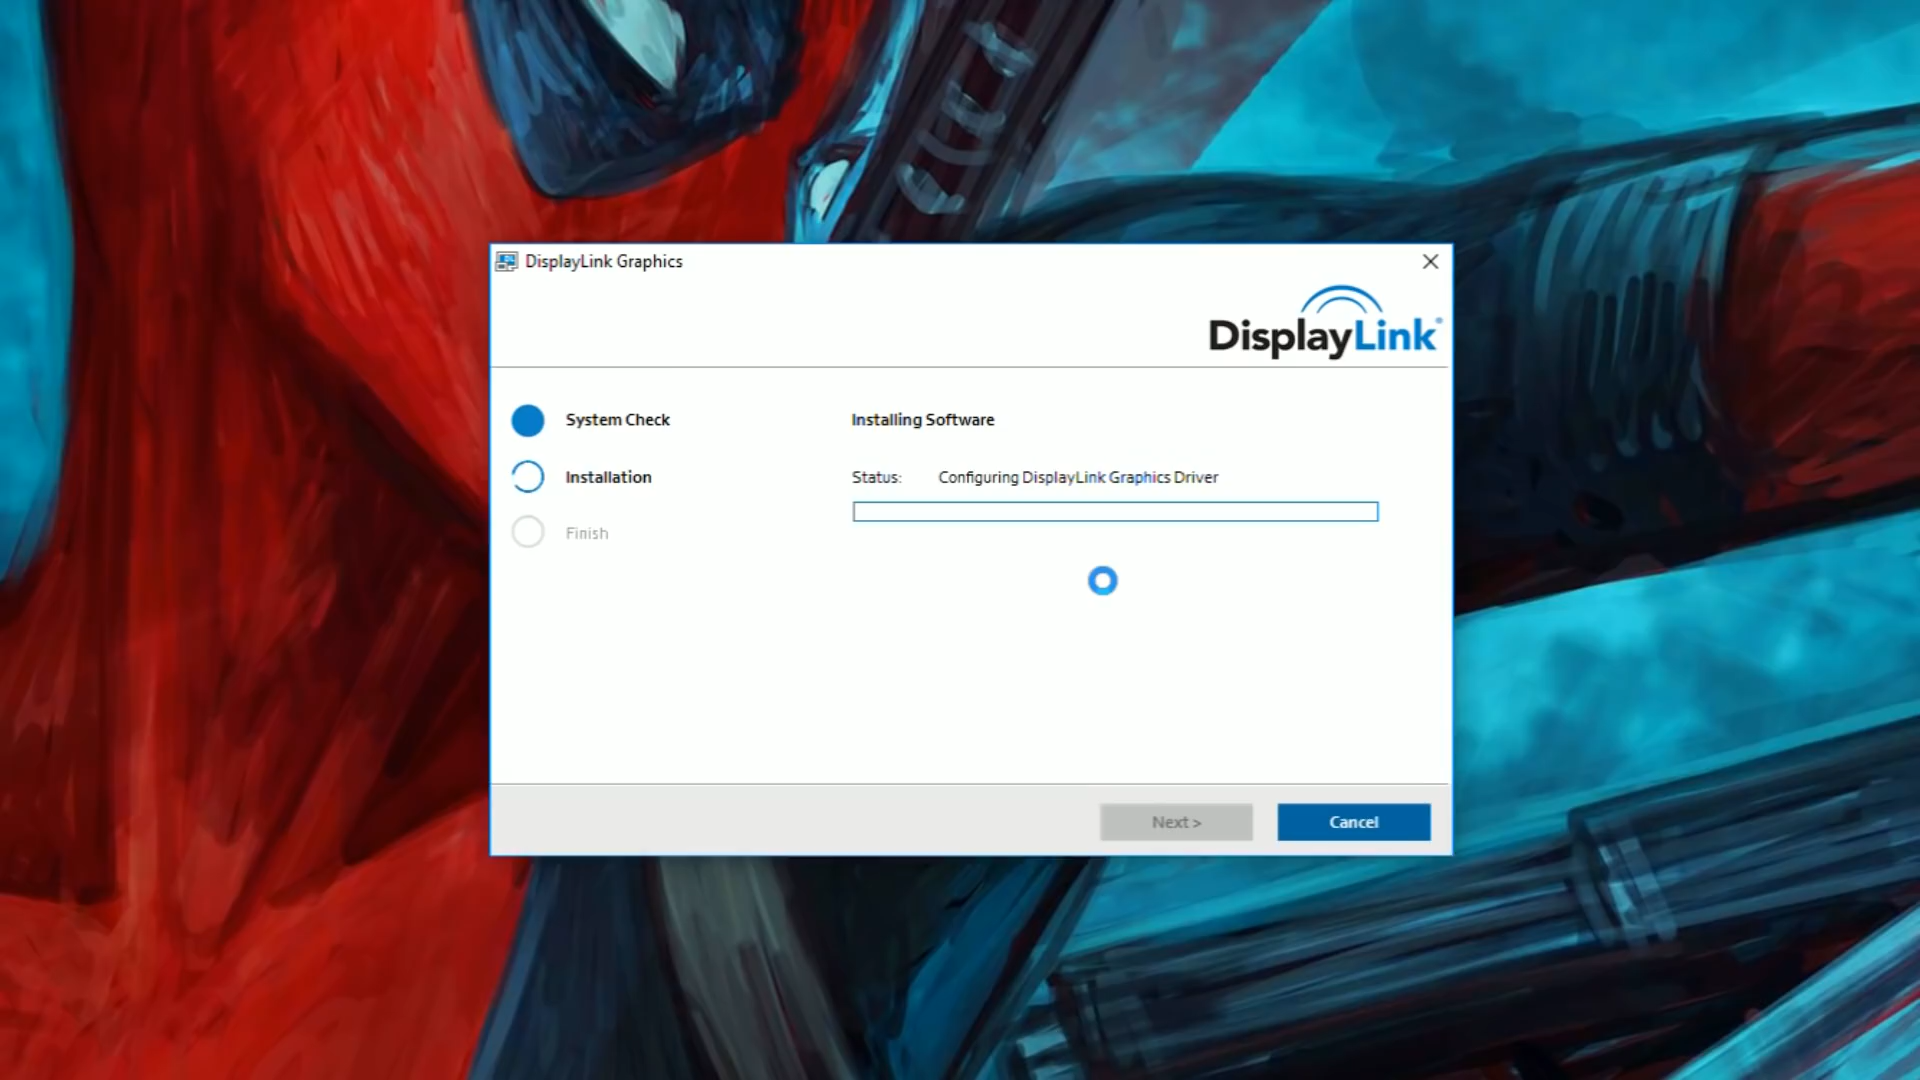 DisplayLink Graphics
DisplayLink®
System Check
Installing Software
Installation
Status: Configuring DisplayLink Graphics Driver
Finish
Next >
Cancel